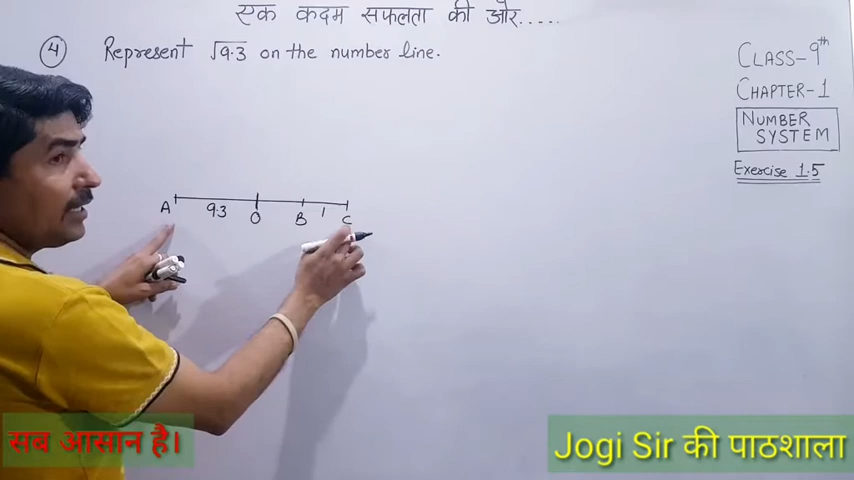 एक कदम सफलता की ओर.....
4 Represent √9.3 on the number line.
CLASS-9th
CHAPTER-1
NUMBER
SYSTEM
Exercise 1.5
A 9.3 O B 1 C
सब आसान है।
Jogi Sir की पाठशाला